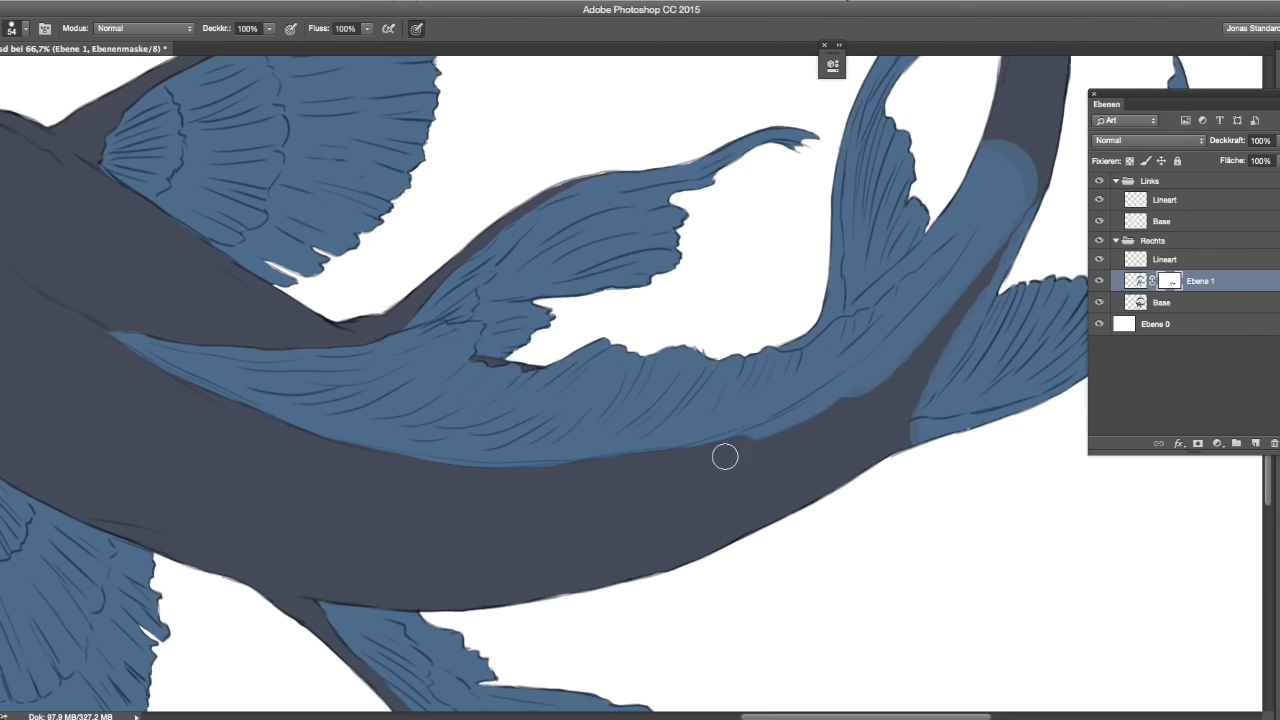 Adobe Photoshop CC 2015
54 Modus: Normal Deckkr.: 100% Fluss: 100% Jonas Standard
sd bei 66,7% (Ebene 1, Ebenenmaske/8) *
Ebenen
Art
Normal Deckkraft: 100%
Fixieren: Fläche: 100%
Links
Lineart
Base
Rechts
Lineart
Ebene 1
Base
Ebene 0
fx
Dok: 97,9 MB/327,2 MB